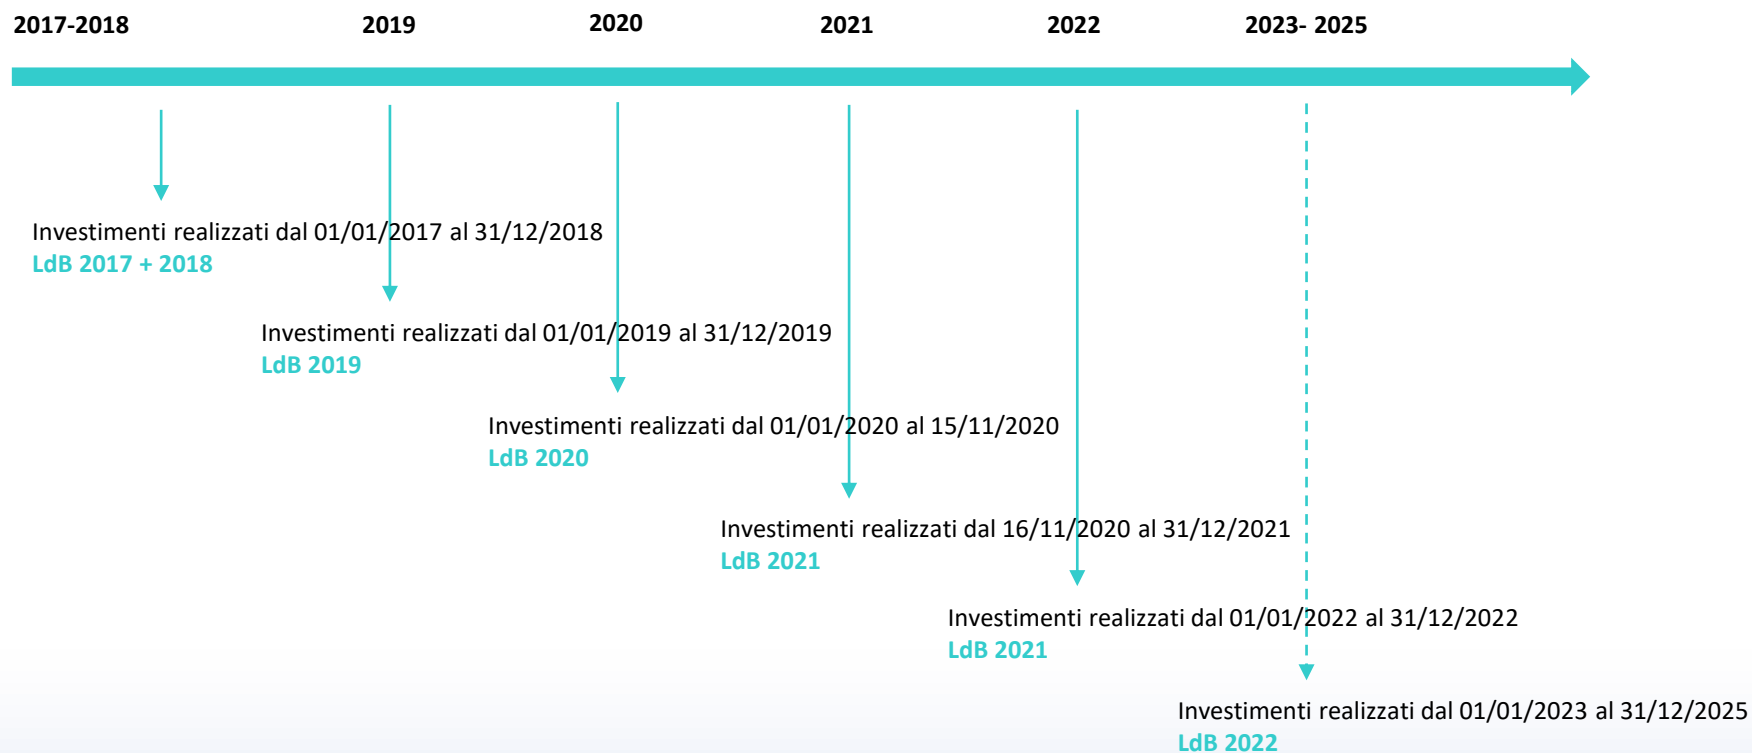 2017-2018
2019
2020
2021
2022
2023- 2025
Investimenti realizzati dal 01/01/2017 al 31/12/2018
LdB 2017 + 2018
Investimenti realizzati dal 01/01/2019 al 31/12/2019
LdB 2019
Investimenti realizzati dal 01/01/2020 al 15/11/2020
LdB 2020
Investimenti realizzati dal 16/11/2020 al 31/12/2021
LdB 2021
Investimenti realizzati dal 01/01/2022 al 31/12/2022
LdB 2021
Investimenti realizzati dal 01/01/2023 al 31/12/2025
LdB 2022